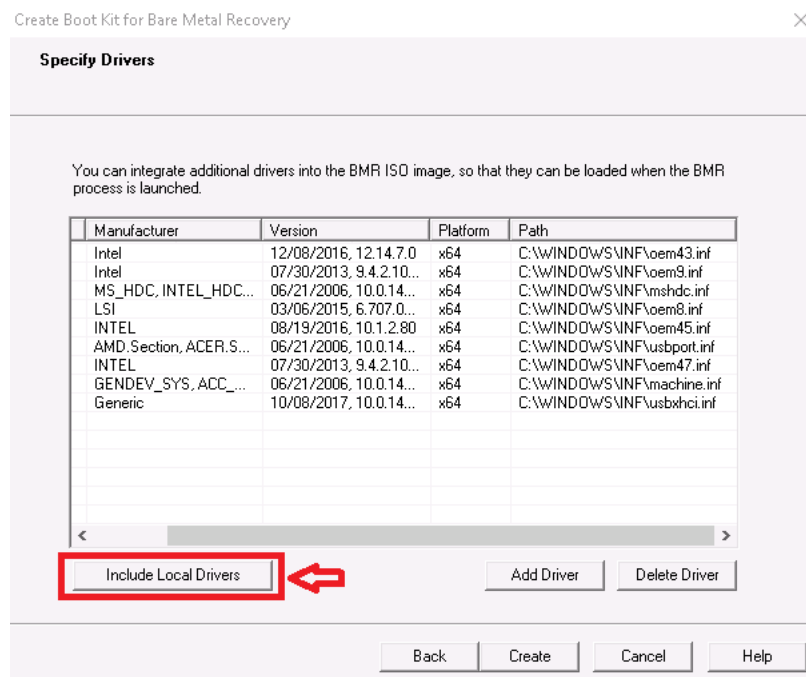 Create Boot Kit for Bare Metal Recovery
Specify Drivers
You can integrate additional drivers into the BMR ISO image, so that they can be loaded when the BMR
process is launched.
Manufacturer Version Platform Path
Intel 12/08/2016, 12.14.7.0 x64 C:\WINDOWS\INF\oem43.inf
Intel 07/30/2013, 9.4.2.10... x64 C:\WINDOWS\INF\oem9.inf
MS_HDC, INTEL_HDC... 06/21/2006, 10.0.14... x64 C:\WINDOWS\INF\mshdc.inf
LSI 03/06/2015, 6.707.0... x64 C:\WINDOWS\INF\oem8.inf
INTEL 08/19/2016, 10.1.2.80 x64 C:\WINDOWS\INF\oem45.inf
AMD.Section, ACER.S... 06/21/2006, 10.0.14... x64 C:\WINDOWS\INF\usbport.inf
INTEL 07/30/2013, 9.4.2.10... x64 C:\WINDOWS\INF\oem47.inf
GENDEV_SYS, ACC_... 06/21/2006, 10.0.14... x64 C:\WINDOWS\INF\machine.inf
Generic 10/08/2017, 10.0.14... x64 C:\WINDOWS\INF\usbxhci.inf
Include Local Drivers Add Driver Delete Driver
Back Create Cancel Help